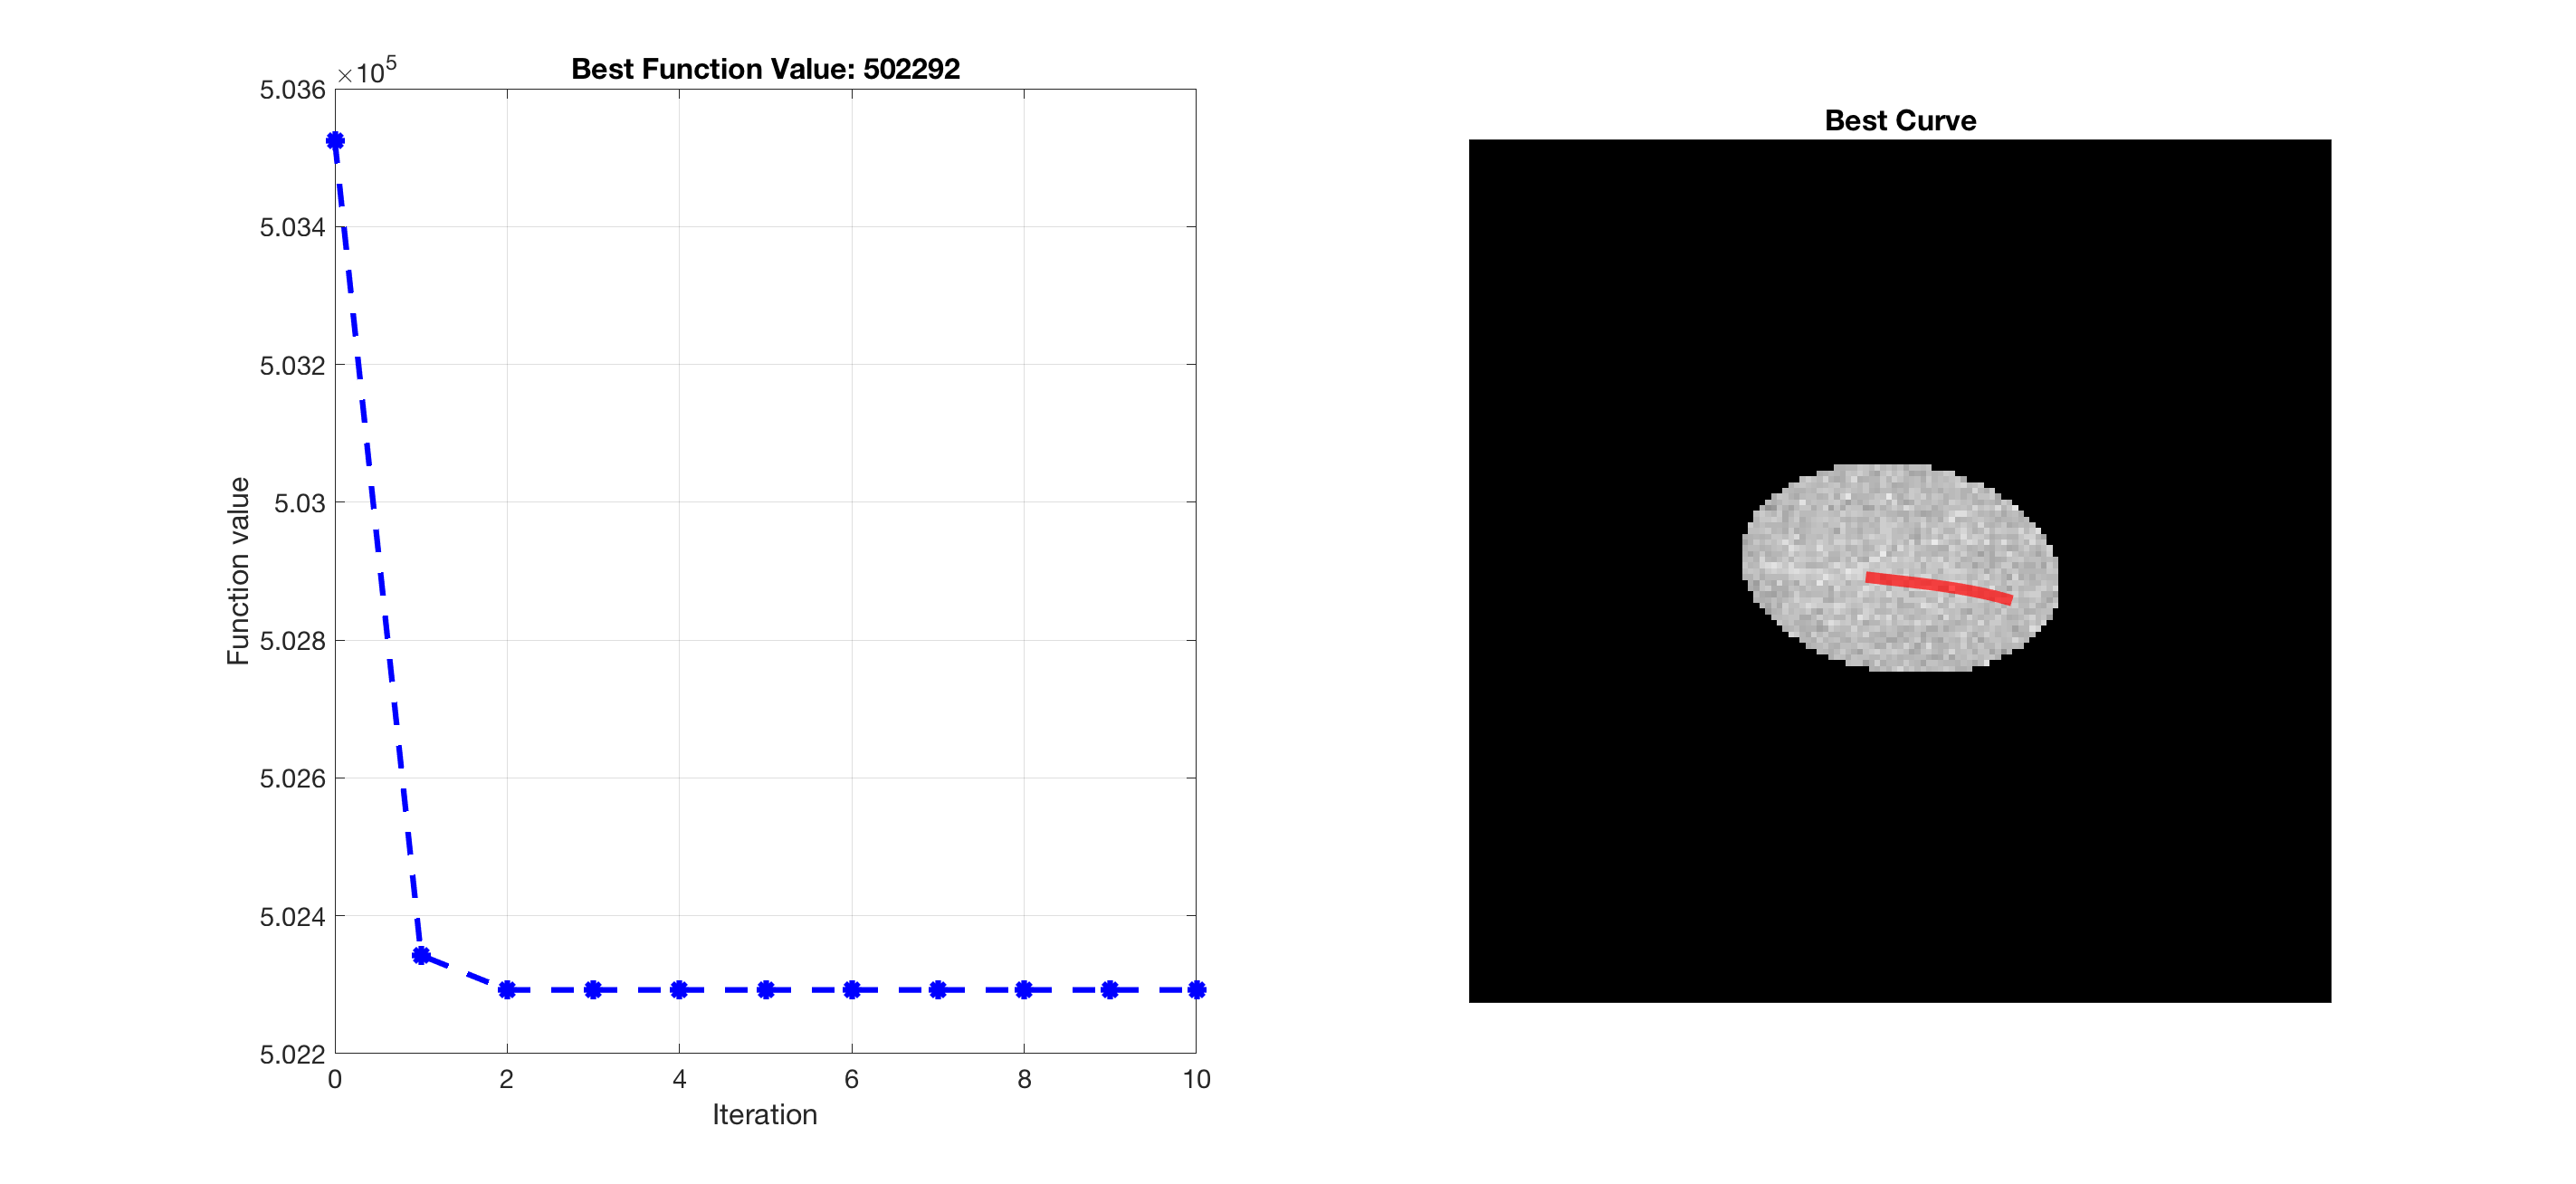 Best Function Value: 502292
×10^5
5.036
5.034
5.032
5.03
5.028
5.026
5.024
5.022
Function value
0 2 4 6 8 10
Iteration
Best Curve